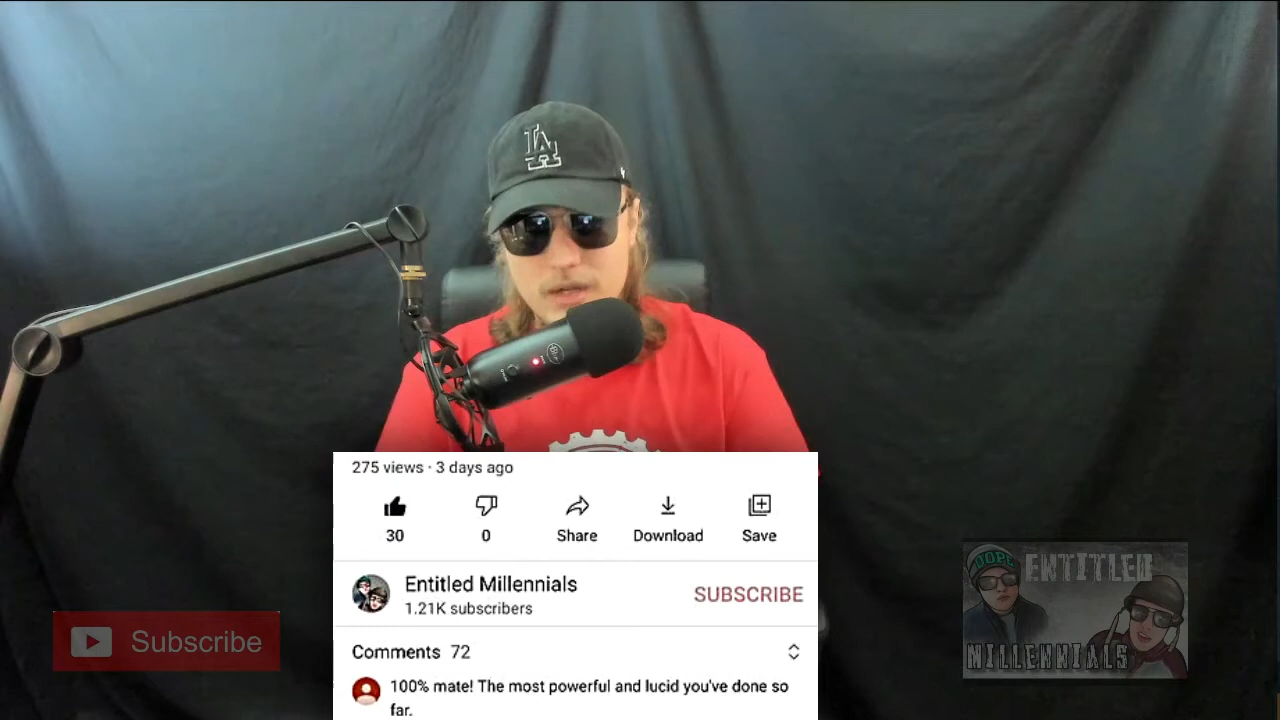 LA
275 views · 3 days ago
30
0
Share
Download
Save
Entitled Millennials
SUBSCRIBE
1.21K subscribers
Comments 72
100% mate! The most powerful and lucid you've done so
far.
Subscribe
DOPE
ENTITLED
MILLENNIALS